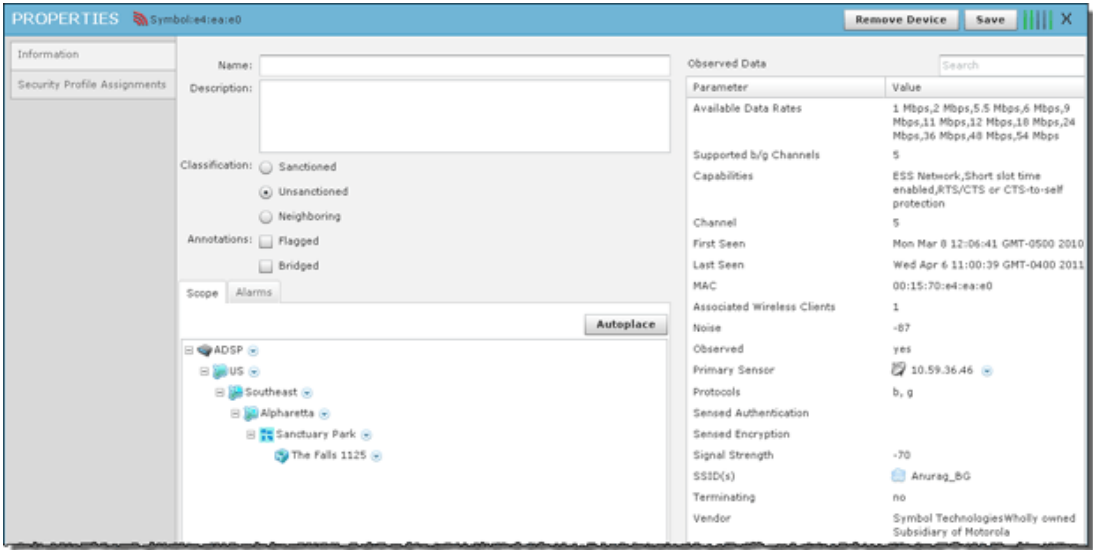 PROPERTIES Symbol:e4:ea:e0 Remove Device Save X
Information
Security Profile Assignments
Name:
Description:
Classification: Sanctioned
Unsanctioned
Neighboring
Annotations: Flagged
Bridged
Scope Alarms
Autoplace
ADSP
US
Southeast
Alpharetta
Sanctuary Park
The Falls 1125
Observed Data Search
Parameter Value
Available Data Rates 1 Mbps,2 Mbps,5.5 Mbps,6 Mbps,9
Mbps,11 Mbps,12 Mbps,18 Mbps,24
Mbps,36 Mbps,48 Mbps,54 Mbps
Supported b/g Channels 5
Capabilities ESS Network,Short slot time
enabled,RTS/CTS or CTS-to-self
protection
Channel 5
First Seen Mon Mar 8 12:06:41 GMT-0500 2010
Last Seen Wed Apr 6 11:00:39 GMT-0400 2011
MAC 00:15:70:e4:ea:e0
Associated Wireless Clients 1
Noise -87
Observed yes
Primary Sensor 10.59.36.46
Protocols b, g
Sensed Authentication
Sensed Encryption
Signal Strength -70
SSID(s) Anurag_BG
Terminating no
Vendor Symbol TechnologiesWholly owned
Subsidiary of Motorola